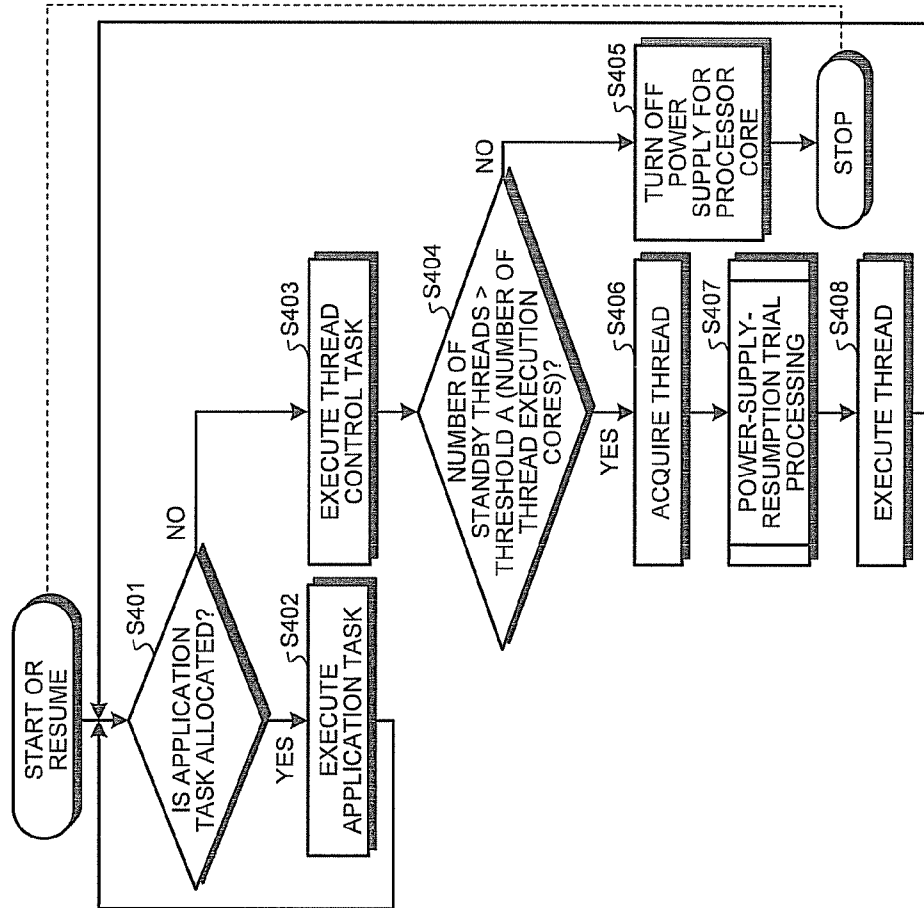 START OR
RESUME
S401
IS APPLICATION
TASK ALLOCATED?
YES
NO
S402
EXECUTE
APPLICATION TASK
S403
EXECUTE THREAD
CONTROL TASK
S404
NUMBER OF
STANDBY THREADS >
THRESHOLD A (NUMBER OF
THREAD EXECUTION
CORES)?
YES
NO
S405
TURN OFF
POWER
SUPPLY FOR
PROCESSOR
CORE
STOP
S406
ACQUIRE THREAD
S407
POWER-SUPPLY-
RESUMPTION TRIAL
PROCESSING
S408
EXECUTE THREAD